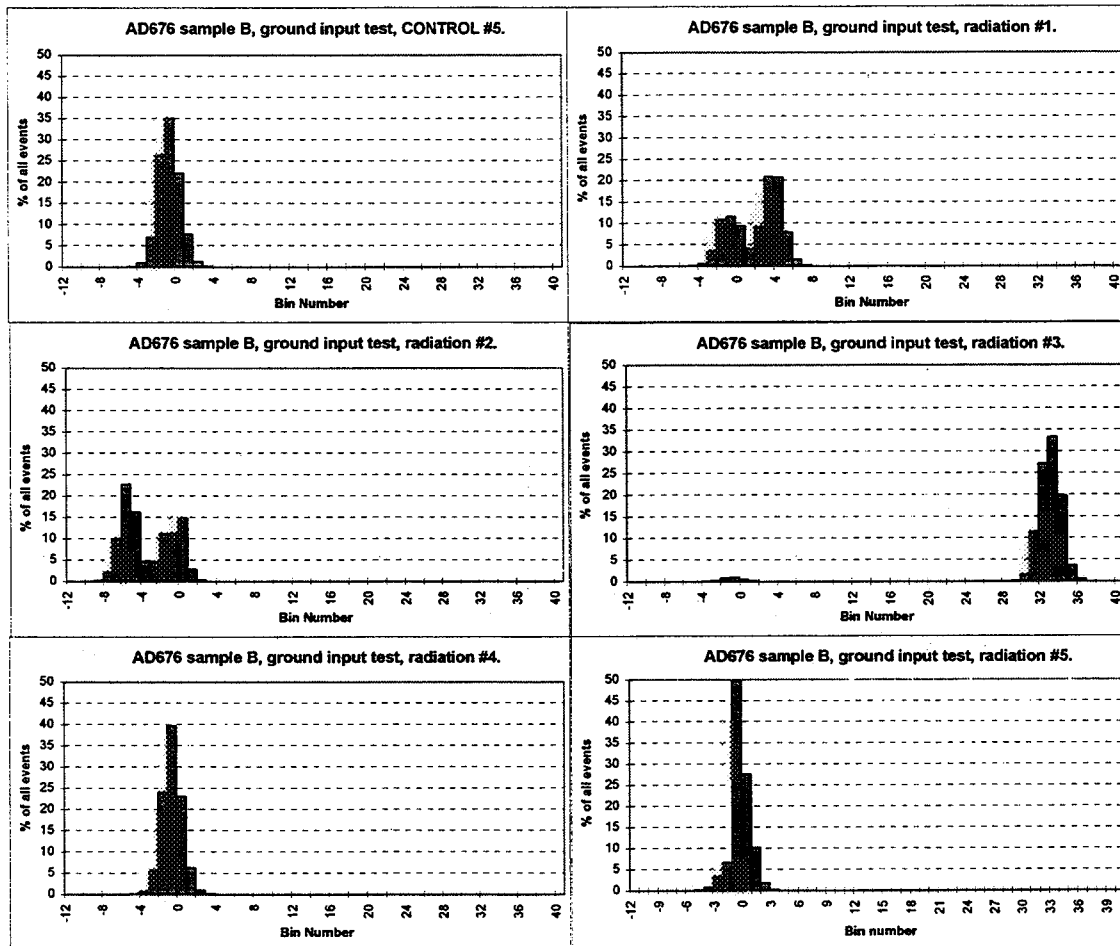 AD676 sample B, ground input test, CONTROL #5.
% of all events
50
45
40
35
30
25
20
15
10
5
0
-12 -8 -4 0 4 8 12 16 20 24 28 32 36 40
Bin Number
AD676 sample B, ground input test, radiation #1.
% of all events
50
45
40
35
30
25
20
15
10
5
0
-12 -8 -4 0 4 8 12 16 20 24 28 32 36 40
Bin Number
AD676 sample B, ground input test, radiation #2.
% of all events
50
45
40
35
30
25
20
15
10
5
0
-12 -8 -4 0 4 8 12 16 20 24 28 32 36 40
Bin Number
AD676 sample B, ground input test, radiation #3.
% of all events
50
45
40
35
30
25
20
15
10
5
0
-12 -8 -4 0 4 8 12 16 20 24 28 32 36 40
Bin Number
AD676 sample B, ground input test, radiation #4.
% of all events
50
45
40
35
30
25
20
15
10
5
0
-12 -8 -4 0 4 8 12 16 20 24 28 32 36 40
Bin Number
AD676 sample B, ground input test, radiation #5.
% of all events
50
45
40
35
30
25
20
15
10
5
0
-12 -9 -6 -3 0 3 6 9 12 15 18 21 24 27 30 33 36 39
Bin number